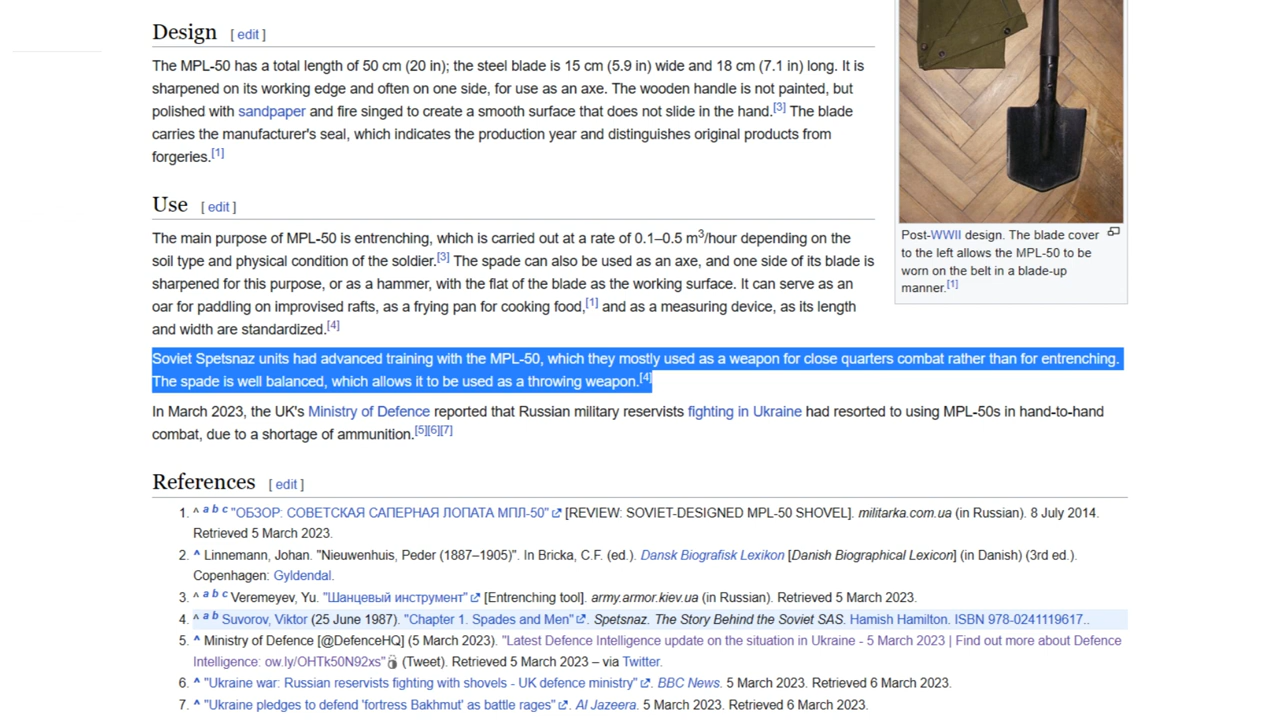 Design [ edit ]
The MPL-50 has a total length of 50 cm (20 in); the steel blade is 15 cm (5.9 in) wide and 18 cm (7.1 in) long. It is
sharpened on its working edge and often on one side, for use as an axe. The wooden handle is not painted, but
polished with sandpaper and fire singed to create a smooth surface that does not slide in the hand.[3] The blade
carries the manufacturer's seal, which indicates the production year and distinguishes original products from
forgeries.[1]
Use [ edit ]
The main purpose of MPL-50 is entrenching, which is carried out at a rate of 0.1–0.5 m3/hour depending on the
soil type and physical condition of the soldier.[3] The spade can also be used as an axe, and one side of its blade is
sharpened for this purpose, or as a hammer, with the flat of the blade as the working surface. It can serve as an
oar for paddling on improvised rafts, as a frying pan for cooking food,[1] and as a measuring device, as its length
and width are standardized.[4]
Post-WWII design. The blade cover
to the left allows the MPL-50 to be
worn on the belt in a blade-up
manner.[1]
Soviet Spetsnaz units had advanced training with the MPL-50, which they mostly used as a weapon for close quarters combat rather than for entrenching.
The spade is well balanced, which allows it to be used as a throwing weapon.[4]
In March 2023, the UK's Ministry of Defence reported that Russian military reservists fighting in Ukraine had resorted to using MPL-50s in hand-to-hand
combat, due to a shortage of ammunition.[5][6][7]
References [ edit ]
1. ^ a b c "ОБЗОР: СОВЕТСКАЯ САПЕРНАЯ ЛОПАТА МПЛ-50" [REVIEW: SOVIET-DESIGNED MPL-50 SHOVEL]. militarka.com.ua (in Russian). 8 July 2014.
Retrieved 5 March 2023.
2. ^ Linnemann, Johan. "Nieuwenhuis, Peder (1887–1905)". In Bricka, C.F. (ed.). Dansk Biografisk Lexikon [Danish Biographical Lexicon] (in Danish) (3rd ed.).
Copenhagen: Gyldendal.
3. ^ a b c Veremeyev, Yu. "Шанцевый инструмент" [Entrenching tool]. army.armor.kiev.ua (in Russian). Retrieved 5 March 2023.
4. ^ a b Suvorov, Viktor (25 June 1987). "Chapter 1. Spades and Men". Spetsnaz. The Story Behind the Soviet SAS. Hamish Hamilton. ISBN 978-0241119617..
5. ^ Ministry of Defence [@DefenceHQ] (5 March 2023). "Latest Defence Intelligence update on the situation in Ukraine - 5 March 2023 | Find out more about Defence
Intelligence: ow.ly/OHTk50N92xs" (Tweet). Retrieved 5 March 2023 – via Twitter.
6. ^ "Ukraine war: Russian reservists fighting with shovels - UK defence ministry". BBC News. 5 March 2023. Retrieved 6 March 2023.
7. ^ "Ukraine pledges to defend 'fortress Bakhmut' as battle rages". Al Jazeera. 5 March 2023. Retrieved 6 March 2023.